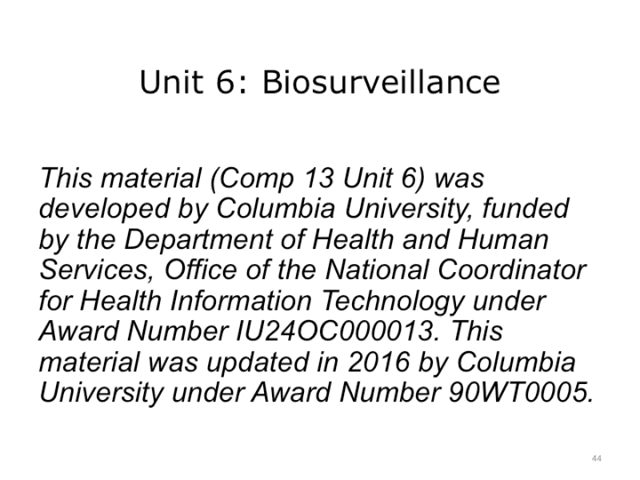 Unit 6: Biosurveillance
This material (Comp 13 Unit 6) was
developed by Columbia University, funded
by the Department of Health and Human
Services, Office of the National Coordinator
for Health Information Technology under
Award Number IU24OC000013. This
material was updated in 2016 by Columbia
University under Award Number 90WT0005.
44